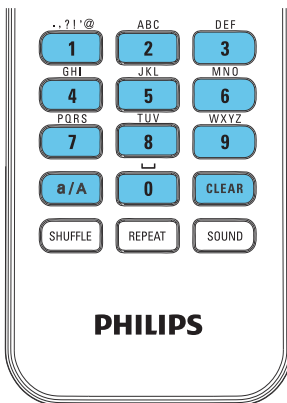 .,?!'@ ABC DEF
1 2 3
GHI JKL MNO
4 5 6
PQRS TUV WXYZ
7 8 9
a/A 0 CLEAR
SHUFFLE REPEAT SOUND
PHILIPS